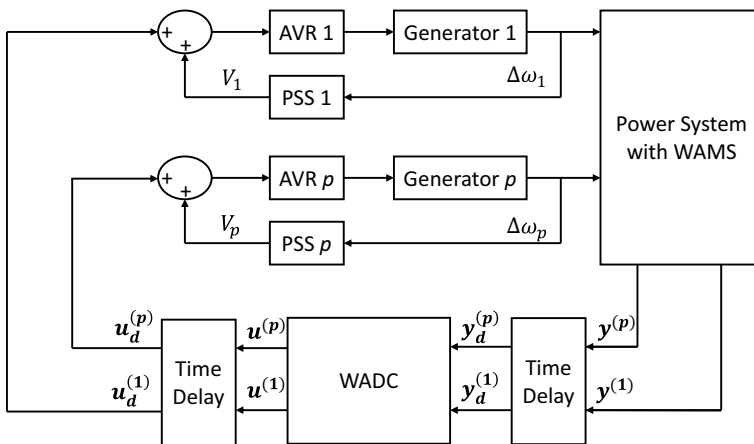 +
+
AVR 1
Generator 1
V₁
PSS 1
Δω₁
Power System
with WAMS
+
+
AVR p
Generator p
Vₚ
PSS p
Δωₚ
u_d^(p)
Time
Delay
u^(p)
WADC
y_d^(p)
Time
Delay
y^(p)
u_d^(1)
u^(1)
y_d^(1)
y^(1)